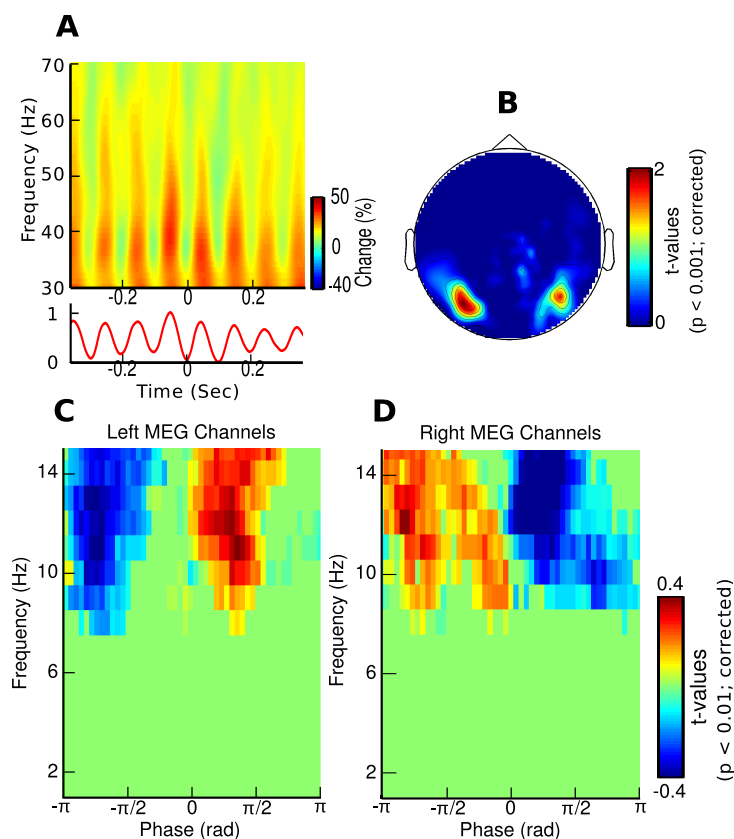 A
70
60
50
40
30
Frequency (Hz)
-0.2
0
0.2
50
0
-40
Change (%)
1
0
-0.2
0
0.2
Time (Sec)
B
2
0
t-values
(p < 0.001; corrected)
C
Left MEG Channels
14
10
6
2
Frequency (Hz)
-π
-π/2
0
π/2
π
Phase (rad)
D
Right MEG Channels
14
10
6
2
Frequency (Hz)
-π
-π/2
0
π/2
π
Phase (rad)
0.4
-0.4
t-values
(p < 0.01; corrected)